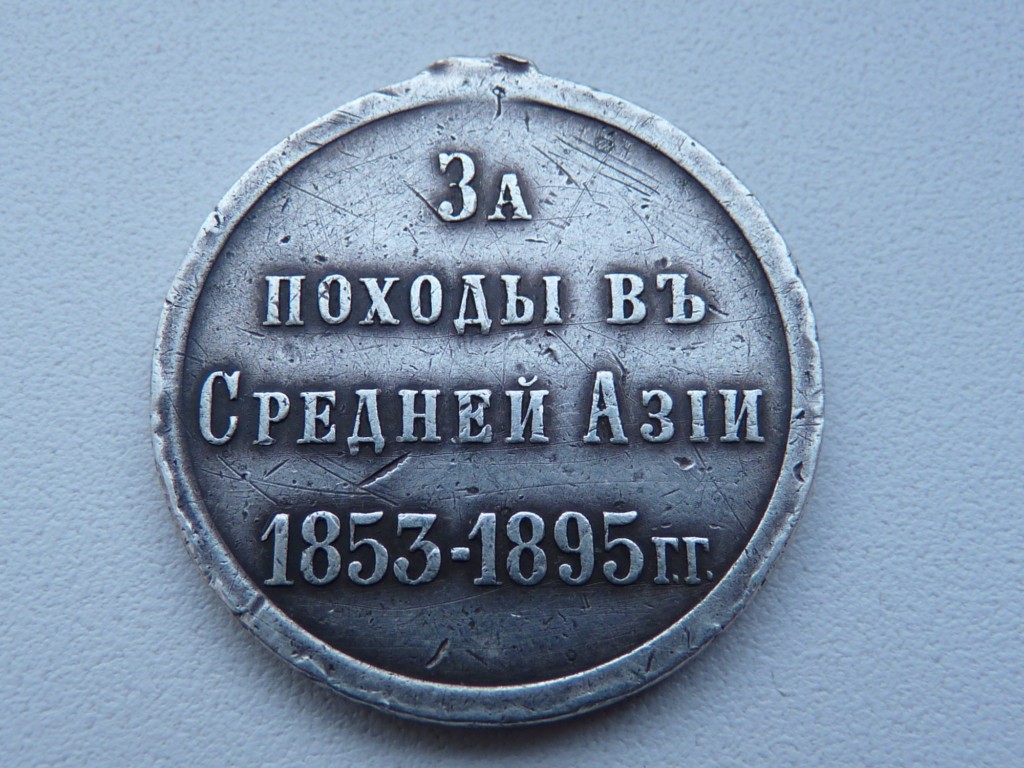 За
походы въ
Средней Азiи
1853-1895 г.г.